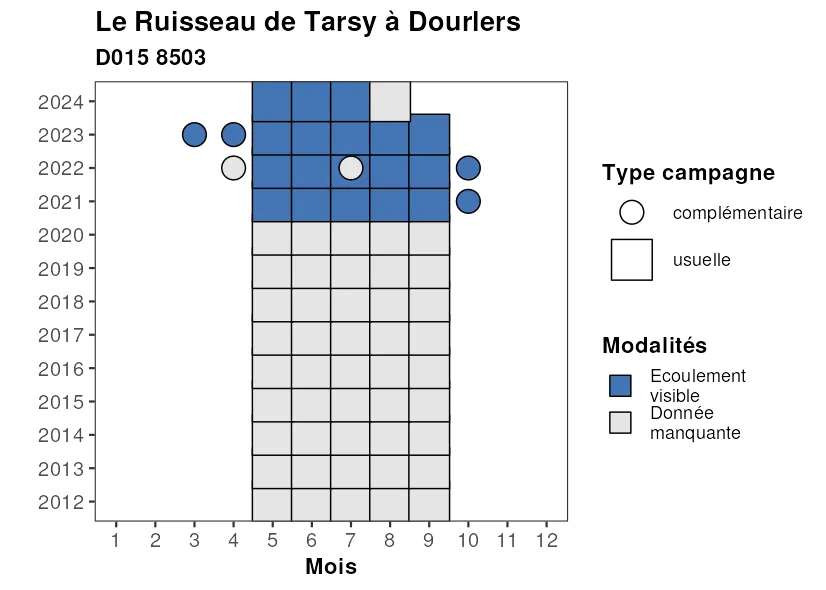 Le Ruisseau de Tarsy à Dourlers
D015 8503
2024
2023
2022
2021
2020
2019
2018
2017
2016
2015
2014
2013
2012
1 2 3 4 5 6 7 8 9 10 11 12
Mois
Type campagne
complémentaire
usuelle
Modalités
Ecoulement
visible
Donnée
manquante